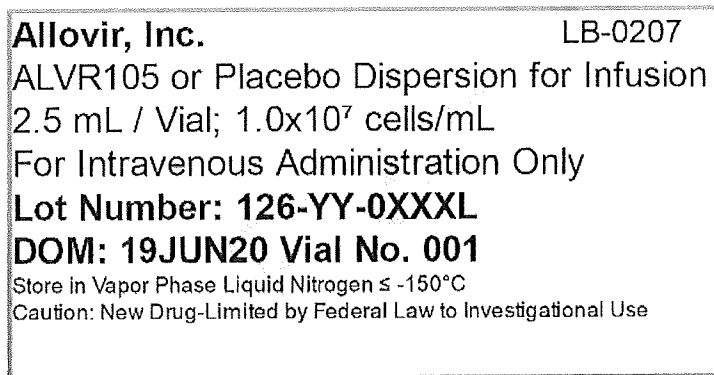 Allovir, Inc. LB-0207
ALVR105 or Placebo Dispersion for Infusion
2.5 mL / Vial; 1.0x10⁷ cells/mL
For Intravenous Administration Only
Lot Number: 126-YY-0XXXL
DOM: 19JUN20 Vial No. 001
Store in Vapor Phase Liquid Nitrogen ≤ -150°C
Caution: New Drug-Limited by Federal Law to Investigational Use